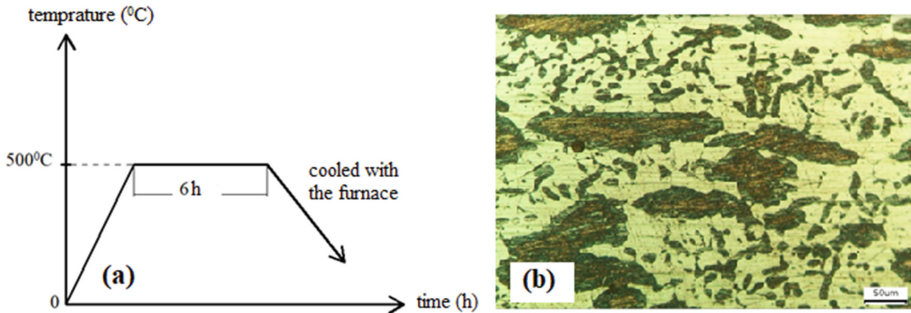 temprature (⁰C)
500⁰C
6h
cooled with
the furnace
(a)
0
time (h)
(b)
50um